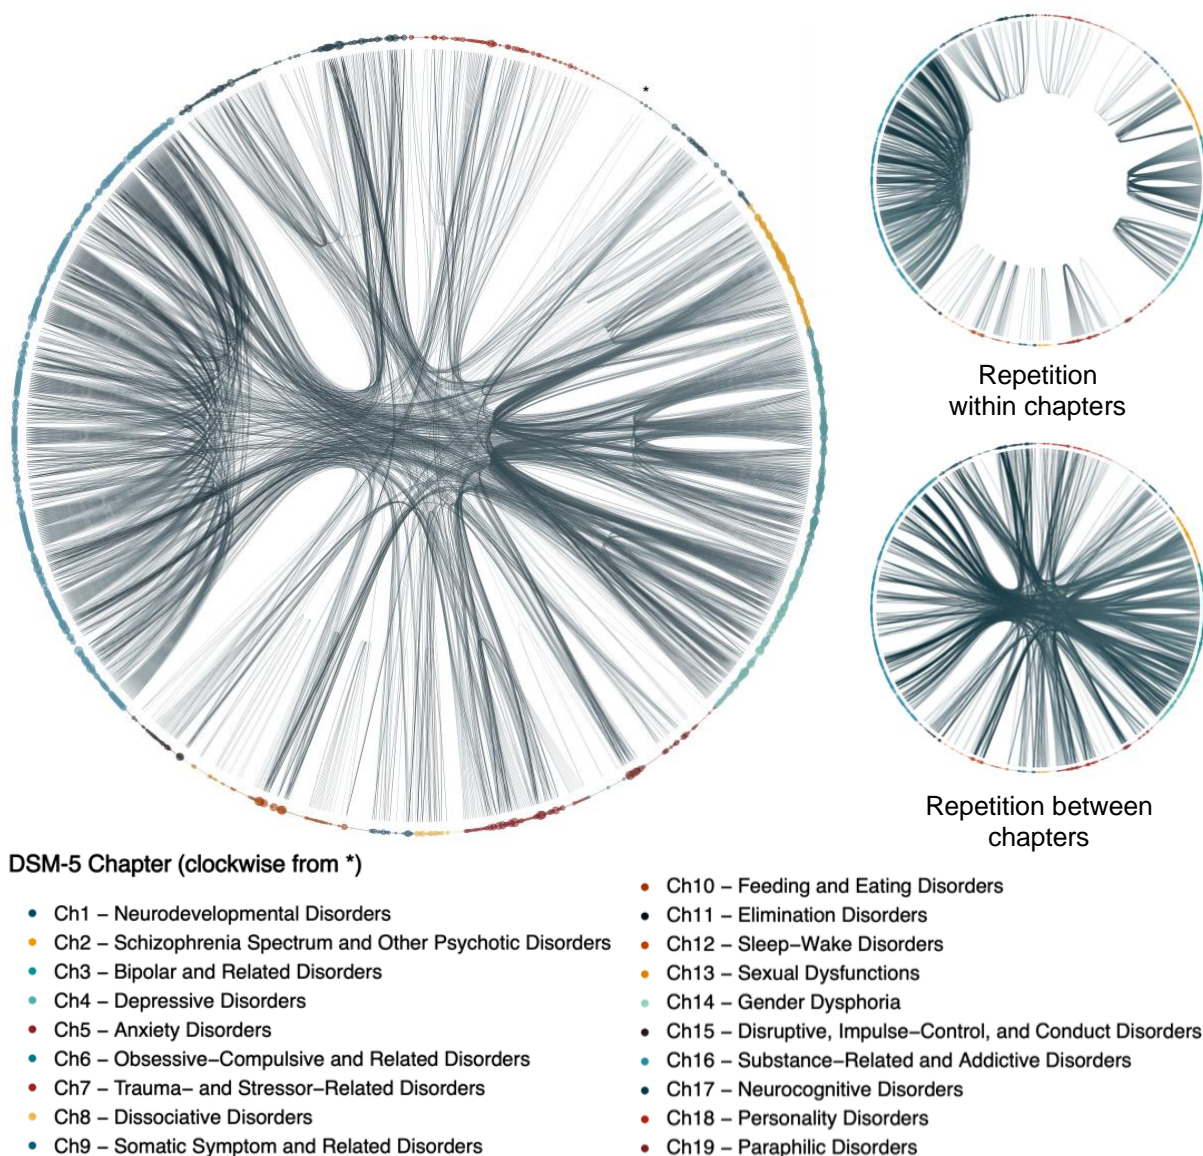 *
Repetition
within chapters
Repetition between
chapters
DSM-5 Chapter (clockwise from *)
Ch1 – Neurodevelopmental Disorders
Ch2 – Schizophrenia Spectrum and Other Psychotic Disorders
Ch3 – Bipolar and Related Disorders
Ch4 – Depressive Disorders
Ch5 – Anxiety Disorders
Ch6 – Obsessive–Compulsive and Related Disorders
Ch7 – Trauma– and Stressor–Related Disorders
Ch8 – Dissociative Disorders
Ch9 – Somatic Symptom and Related Disorders
Ch10 – Feeding and Eating Disorders
Ch11 – Elimination Disorders
Ch12 – Sleep–Wake Disorders
Ch13 – Sexual Dysfunctions
Ch14 – Gender Dysphoria
Ch15 – Disruptive, Impulse–Control, and Conduct Disorders
Ch16 – Substance–Related and Addictive Disorders
Ch17 – Neurocognitive Disorders
Ch18 – Personality Disorders
Ch19 – Paraphilic Disorders